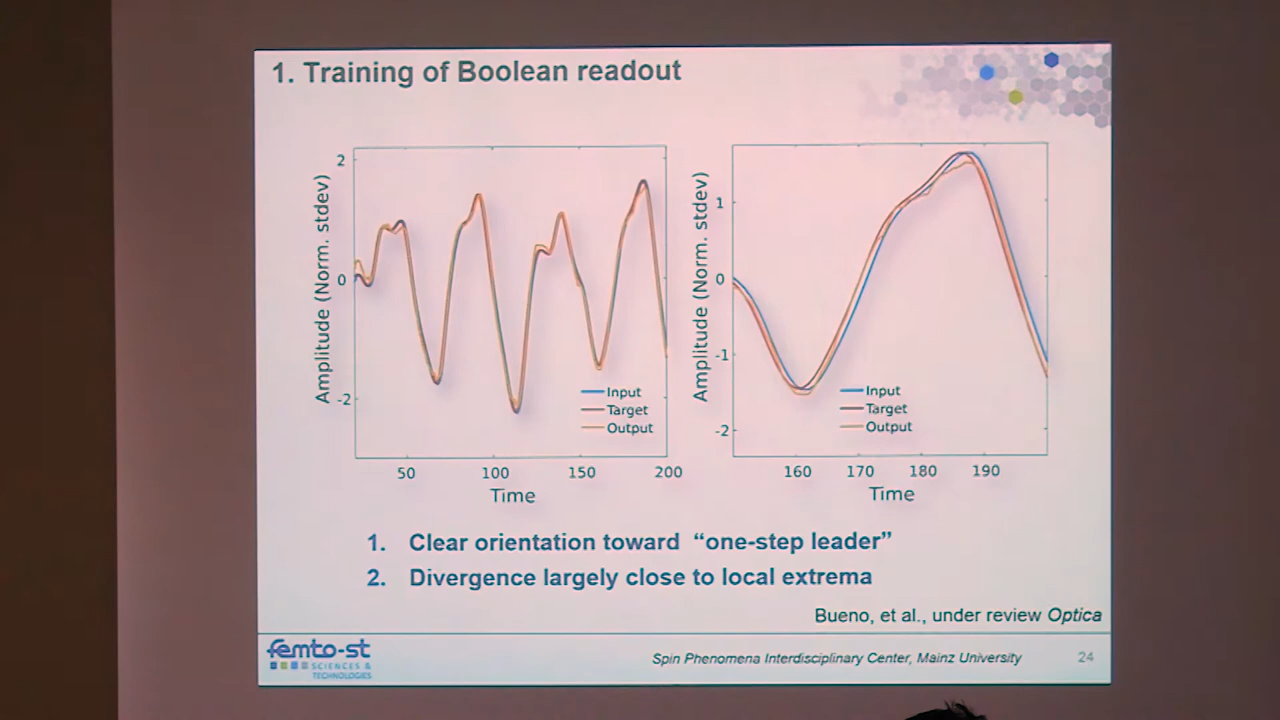 1. Training of Boolean readout
Amplitude (Norm. stdev)
2
0
-2
50 100 150 200
Time
Input
Target
Output
Amplitude (Norm. stdev)
1
0
-1
-2
160 170 180 190
Time
Input
Target
Output
1. Clear orientation toward “one-step leader”
2. Divergence largely close to local extrema
Bueno, et al., under review Optica
femto-st
SCIENCES &
TECHNOLOGIES
Spin Phenomena Interdisciplinary Center, Mainz University
24